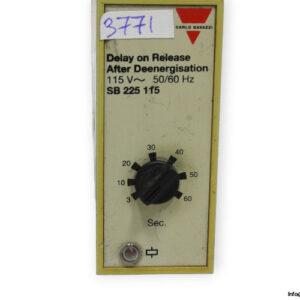 3771
CARLO GAVAZZI
Delay on Release
After Deenergisation
115 V~ 50/60 Hz
SB 225 115
30
20
40
10
50
3
60
Sec.